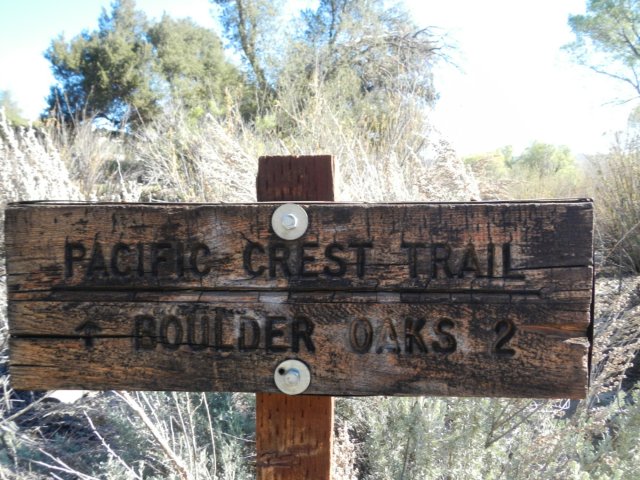 PACIFIC CREST TRAIL
↑ BOULDER OAKS 2